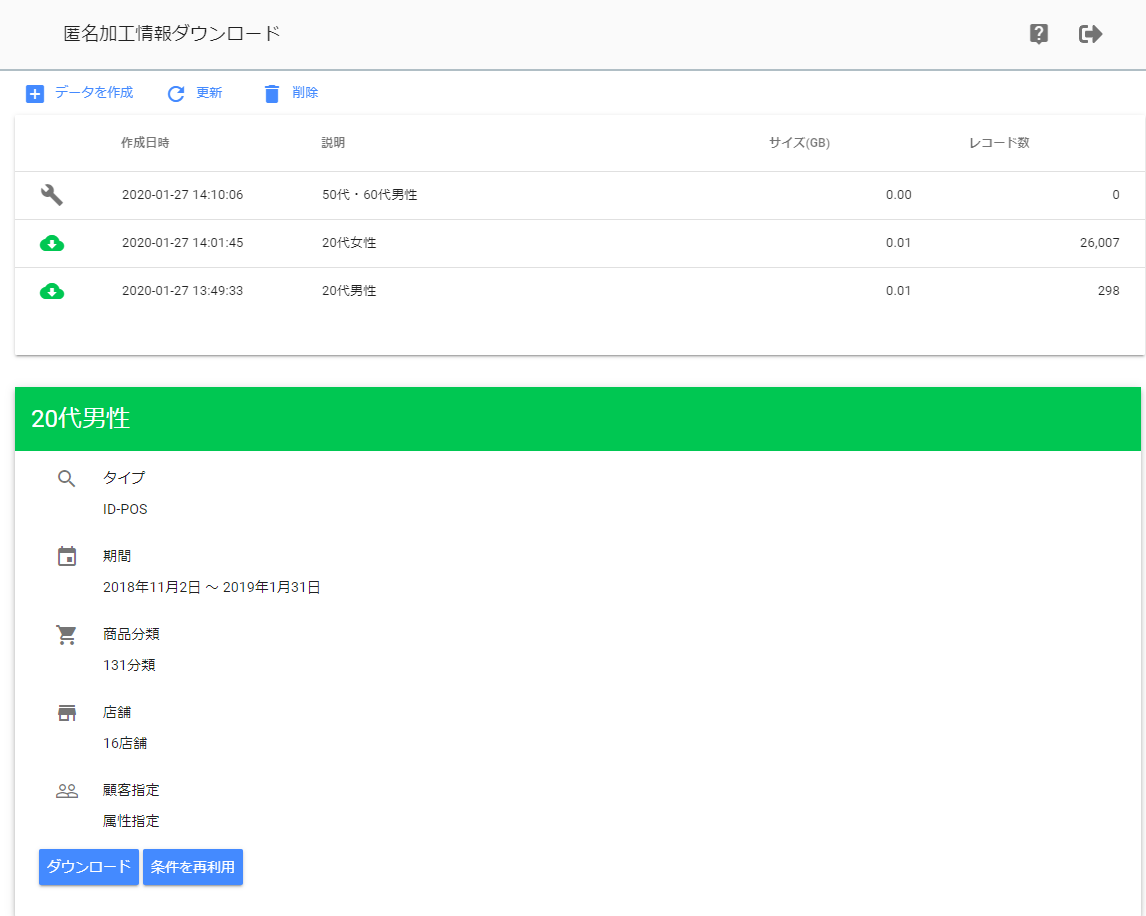 匿名加工情報ダウンロード
データを作成 更新 削除
作成日時 説明 サイズ(GB) レコード数
2020-01-27 14:10:06 50代・60代男性 0.00 0
2020-01-27 14:01:45 20代女性 0.01 26,007
2020-01-27 13:49:33 20代男性 0.01 298
20代男性
タイプ
ID-POS
期間
2018年11月2日 ～ 2019年1月31日
商品分類
131分類
店舗
16店舗
顧客指定
属性指定
ダウンロード 条件を再利用